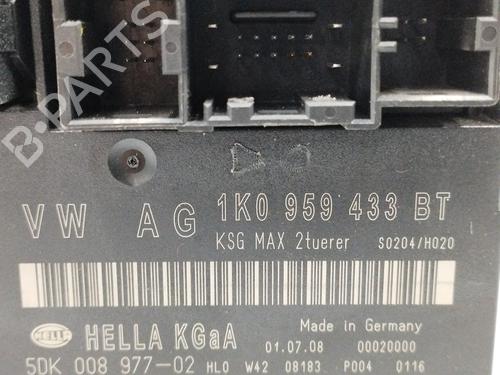 B-PARTS
VW AG 1K0 959 433 BT
KSG MAX 2tuerer S0204/H020
HELLA HELLA KGaA Made in Germany
01.07.08 00020000
5DK 008 977-02 HL0 W42 08183 P004 0116